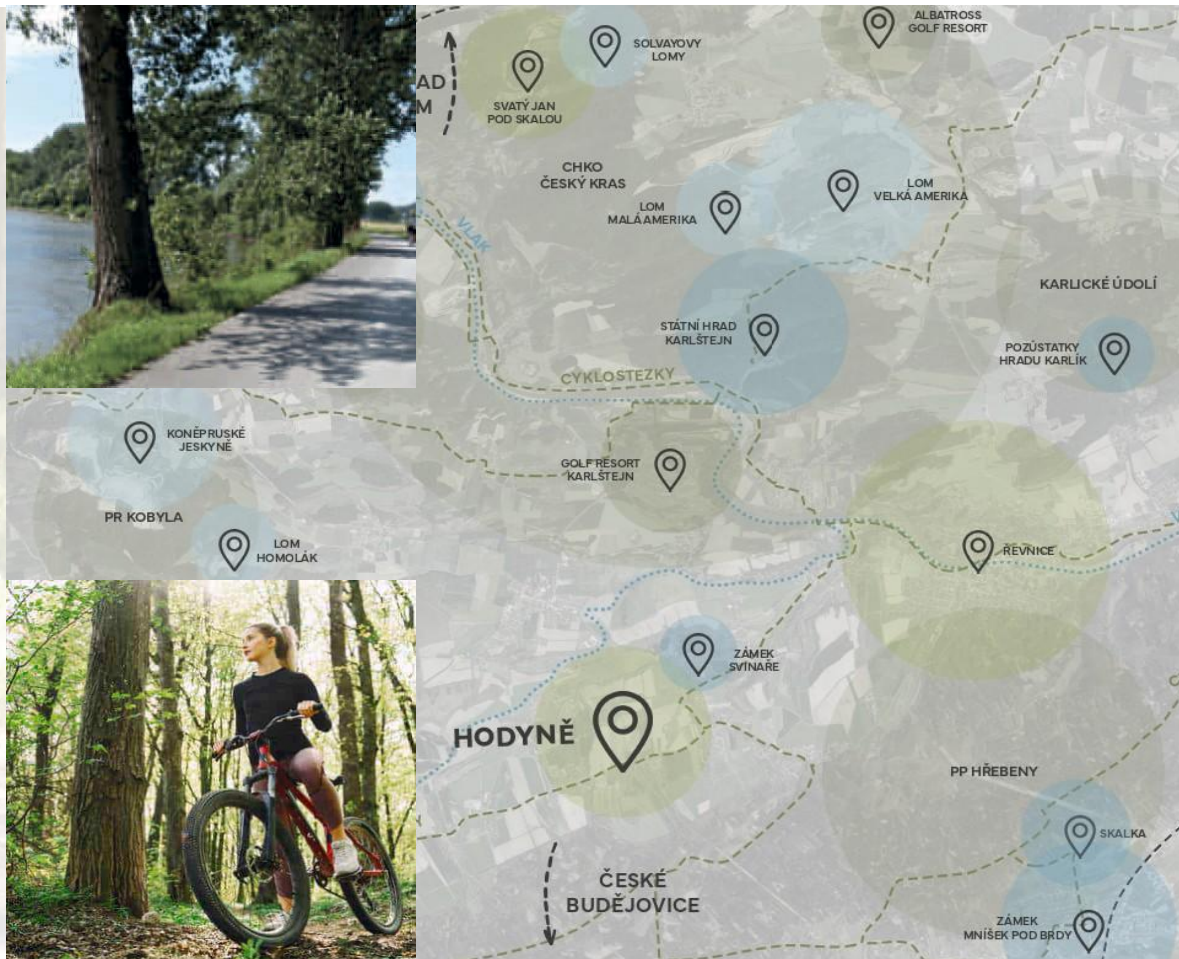 ALBATROSS
GOLF RESORT
SOLVAYOVY
LOMY
AD
M
SVATÝ JAN
POD SKALOU
CHKO
ČESKÝ KRAS
LOM
VELKÁ AMERIKA
LOM
MALÁ AMERIKA
VLAK
KARLICKÉ ÚDOLÍ
STÁTNÍ HRAD
KARLŠTEJN
POZŮSTATKY
HRADU KARLÍK
CYKLOSTEZKY
KONĚPRUSKÉ
JESKYNĚ
GOLF RESORT
KARLŠTEJN
PR KOBYLA
LOM
HOMOLÁK
ŘEVNICE
ZÁMEK
SVINAŘE
HODYNĚ
PP HŘEBENY
SKALKA
ČESKÉ
BUDĚJOVICE
ZÁMEK
MNÍŠEK POD BRDY